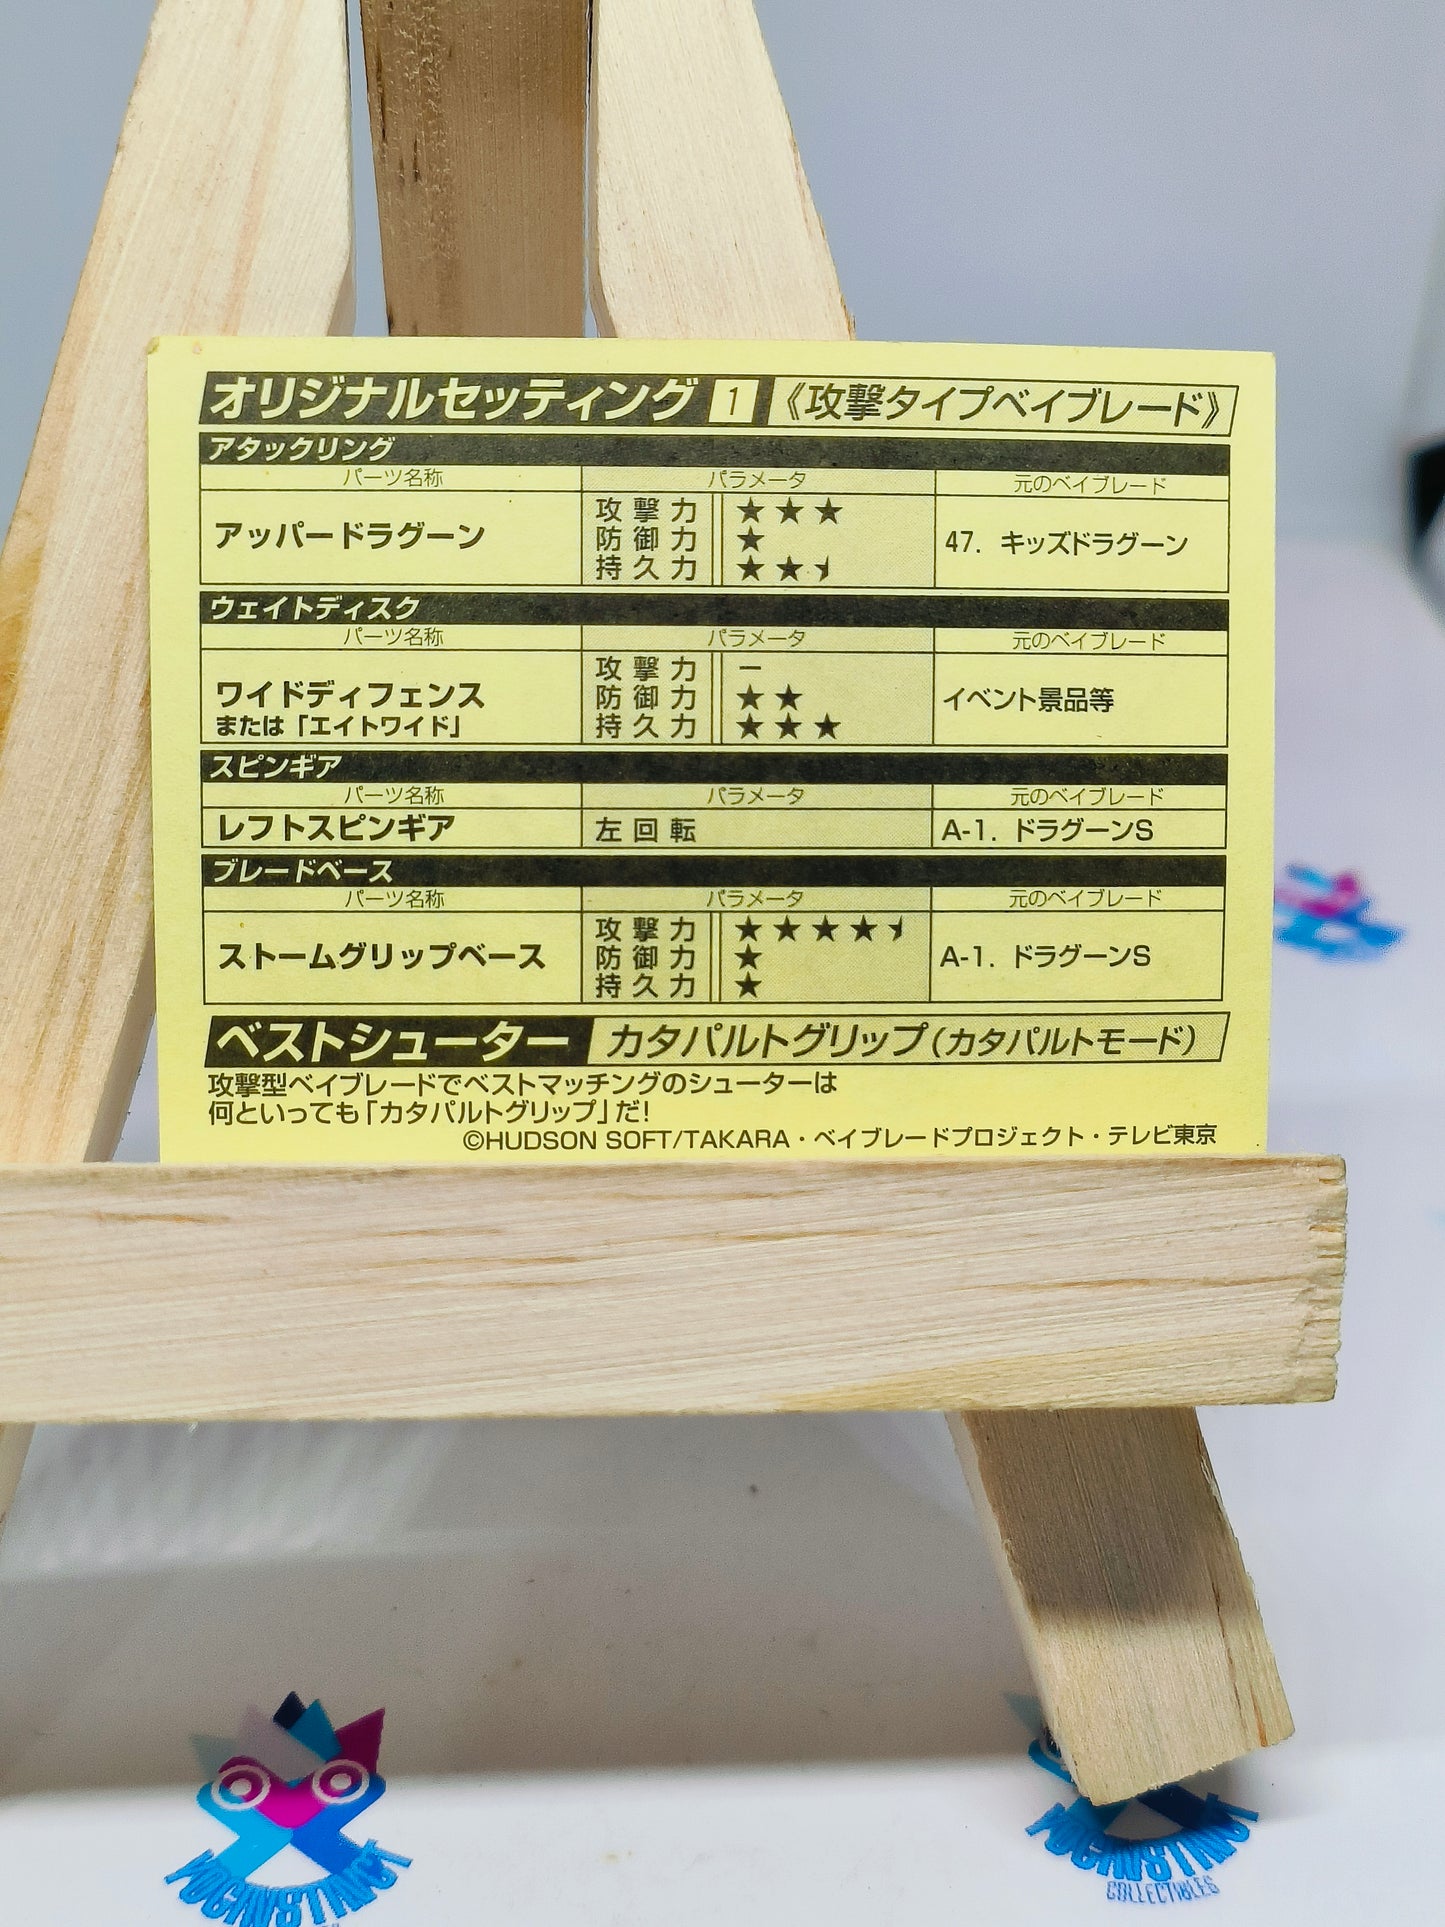 オリジナルセッティング 1 《攻撃タイプベイブレード》
アタックリング
パーツ名称 パラメータ 元のベイブレード
アッパードラグーン 攻撃力 ★★★ 47. キッズドラグーン
防御力 ★
持久力 ★★⯨
ウェイトディスク
パーツ名称 パラメータ 元のベイブレード
ワイドディフェンス 攻撃力 − イベント景品等
または「エイトワイド」 防御力 ★★
持久力 ★★★
スピンギア
パーツ名称 パラメータ 元のベイブレード
レフトスピンギア 左回転 A-1. ドラグーンS
ブレードベース
パーツ名称 パラメータ 元のベイブレード
ストームグリップベース 攻撃力 ★★★★⯨ A-1. ドラグーンS
防御力 ★
持久力 ★
ベストシューター カタパルトグリップ(カタパルトモード)
攻撃型ベイブレードでベストマッチングのシューターは
何といっても「カタパルトグリップ」だ!
©HUDSON SOFT/TAKARA・ベイブレードプロジェクト・テレビ東京
YOGINSTINCT
YOGINSTINCT
COLLECTIBLES